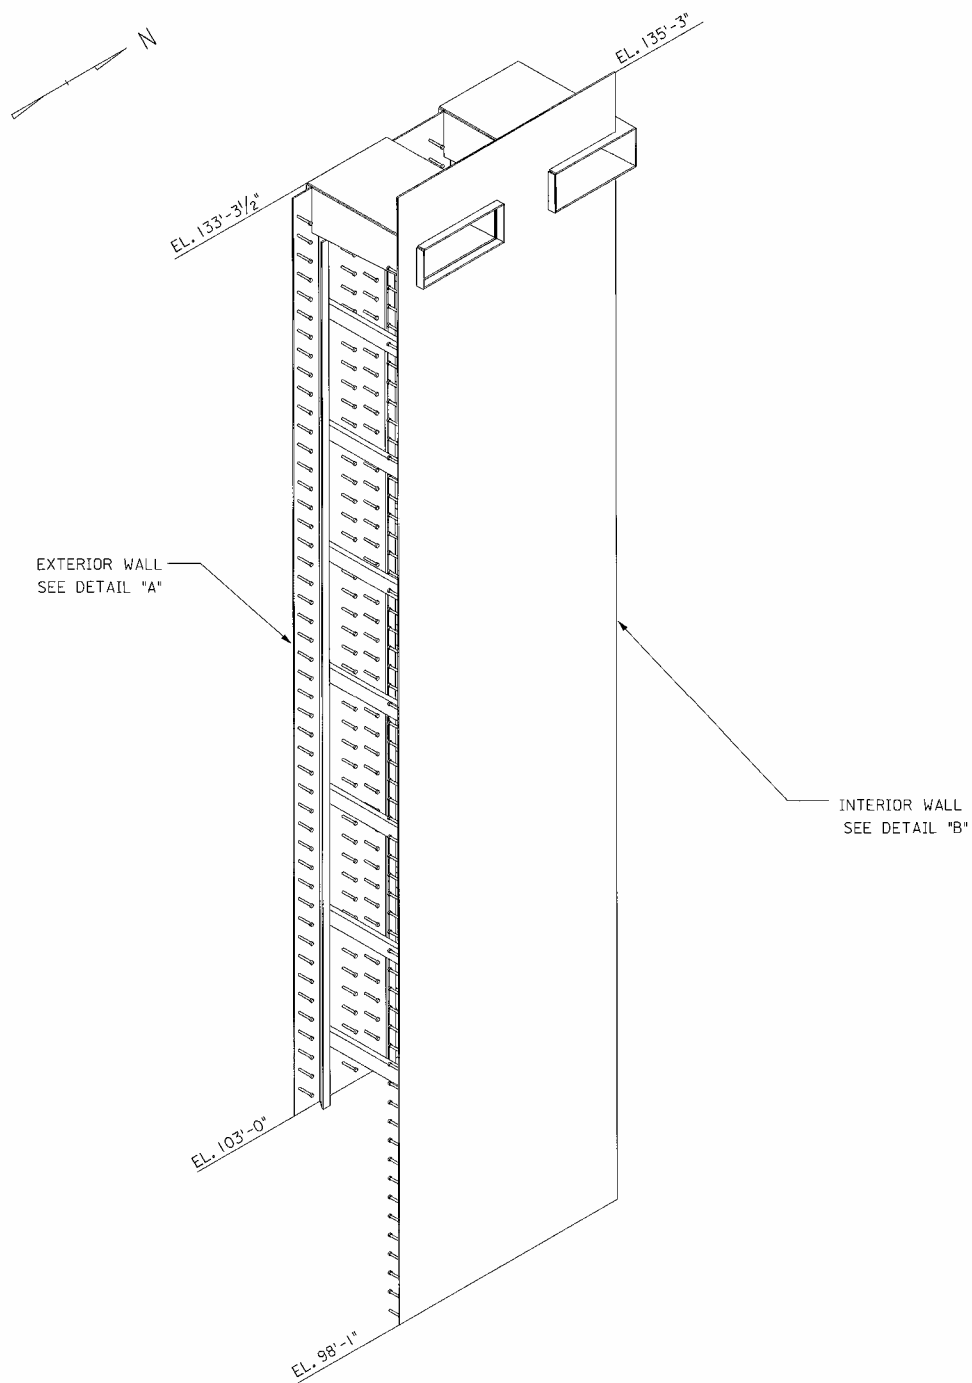 N
EL. 135'-3"
EL. 133'-3½"
EXTERIOR WALL
SEE DETAIL "A"
INTERIOR WALL
SEE DETAIL "B"
EL. 103'-0"
EL. 98'-1"